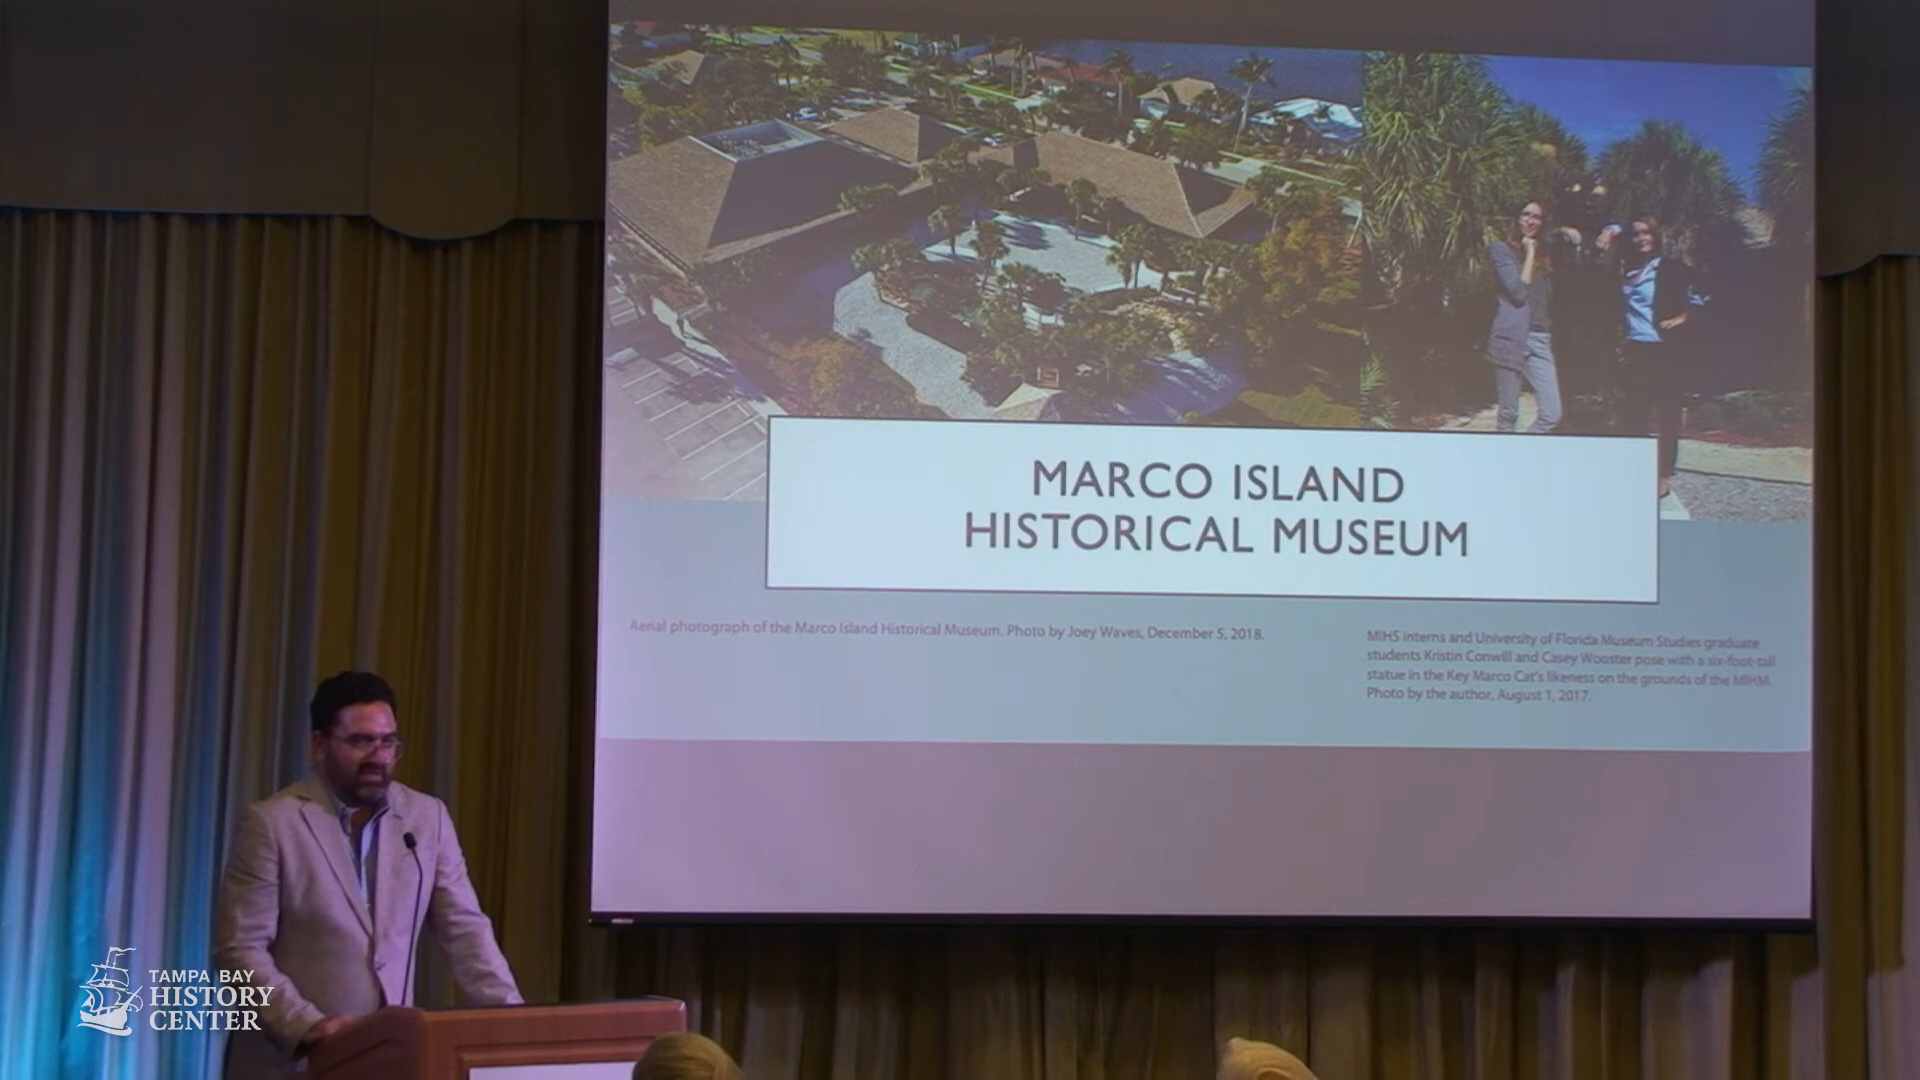 MARCO ISLAND
HISTORICAL MUSEUM
Aerial photograph of the Marco Island Historical Museum. Photo by Joey Waves, December 5, 2018.
MIHS interns and University of Florida Museum Studies graduate
students Kristin Conwill and Casey Wooster pose with a six-foot-tall
statue in the Key Marco Cat's likeness on the grounds of the MIHM.
Photo by the author, August 1, 2017.
TAMPA BAY
HISTORY
CENTER